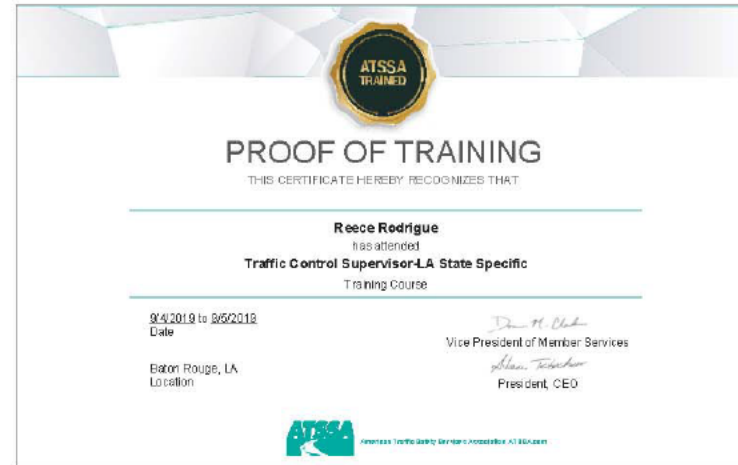 ATSSA
TRAINED
PROOF OF TRAINING
THIS CERTIFICATE HEREBY RECOGNIZES THAT
Reece Rodrigue
has attended
Traffic Control Supervisor-LA State Specific
Training Course
9/4/2019 to 9/5/2019
Date
Vice President of Member Services
Baton Rouge, LA
Location
President, CEO
ATSSA
American Traffic Safety Services Association ATSSA.com